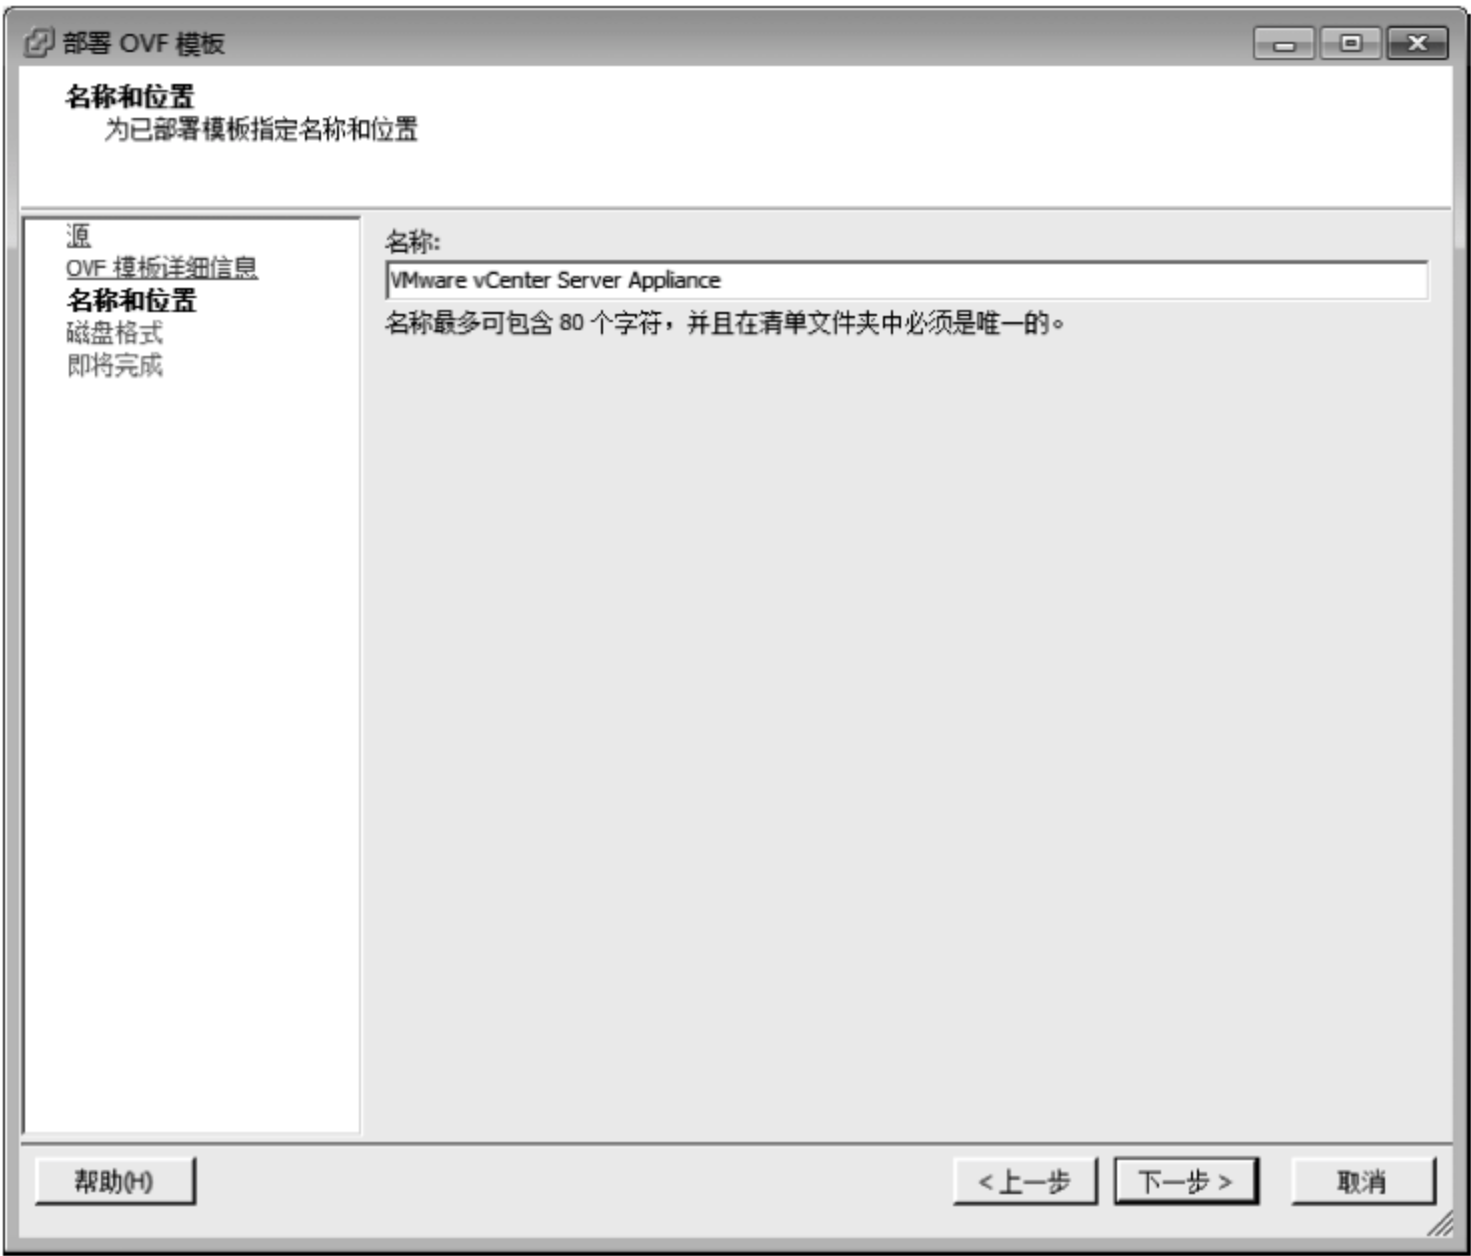 部署 OVF 模板
名称和位置
为已部署模板指定名称和位置
源
OVF 模板详细信息
名称和位置
磁盘格式
即将完成
名称:
VMware vCenter Server Appliance
名称最多可包含 80 个字符，并且在清单文件夹中必须是唯一的。
帮助(H)
<上一步
下一步 >
取消